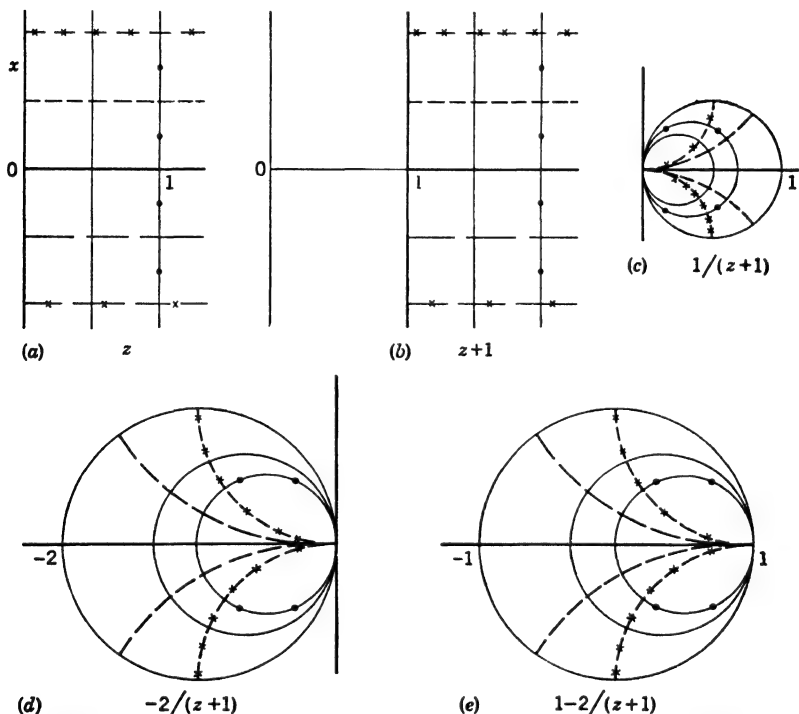 x
0
1
(a) z
0
1
(b) z+1
1
(c) 1/(z+1)
-2
(d) -2/(z+1)
-1
1
(e) 1-2/(z+1)